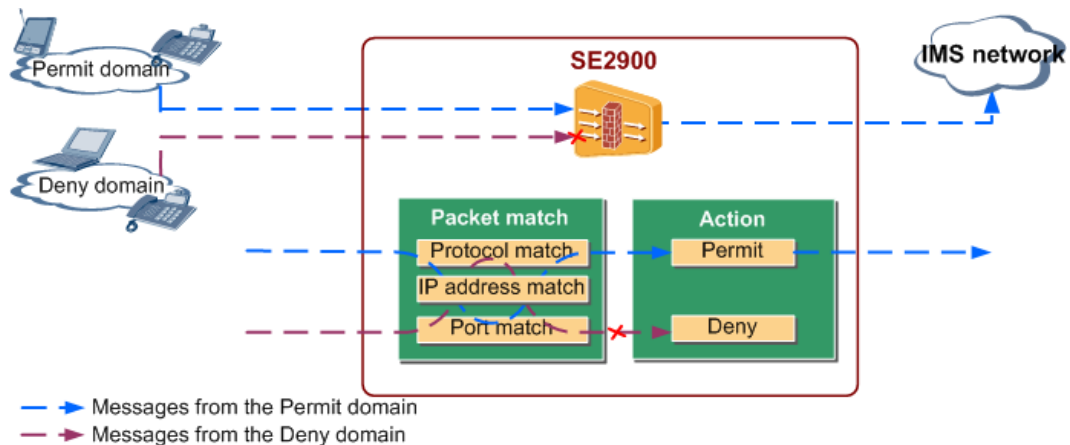 SE2900
IMS network
Permit domain
Deny domain
Packet match
Action
Protocol match
Permit
IP address match
Port match
Deny
Messages from the Permit domain
Messages from the Deny domain